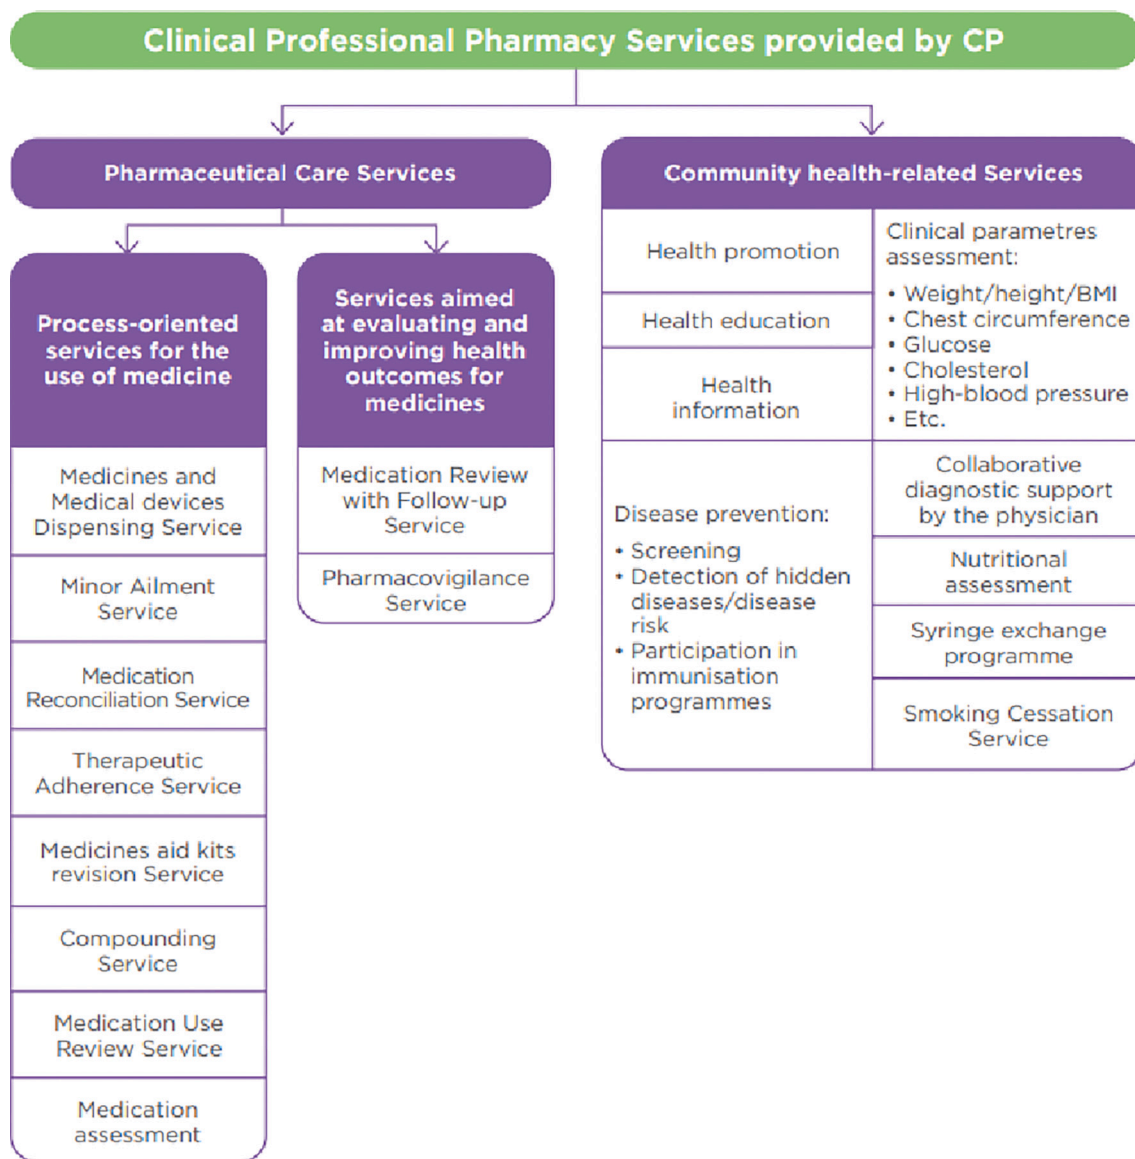 Clinical Professional Pharmacy Services provided by CP
Pharmaceutical Care Services
Process-oriented
services for the
use of medicine
Medicines and
Medical devices
Dispensing Service
Minor Ailment
Service
Medication
Reconciliation Service
Therapeutic
Adherence Service
Medicines aid kits
revision Service
Compounding
Service
Medication Use
Review Service
Medication
assessment
Services aimed
at evaluating and
improving health
outcomes for
medicines
Medication Review
with Follow-up
Service
Pharmacovigilance
Service
Community health-related Services
Health promotion
Health education
Health
information
Disease prevention:
• Screening
• Detection of hidden
diseases/disease
risk
• Participation in
immunisation
programmes
Clinical parametres
assessment:
• Weight/height/BMI
• Chest circumference
• Glucose
• Cholesterol
• High-blood pressure
• Etc.
Collaborative
diagnostic support
by the physician
Nutritional
assessment
Syringe exchange
programme
Smoking Cessation
Service